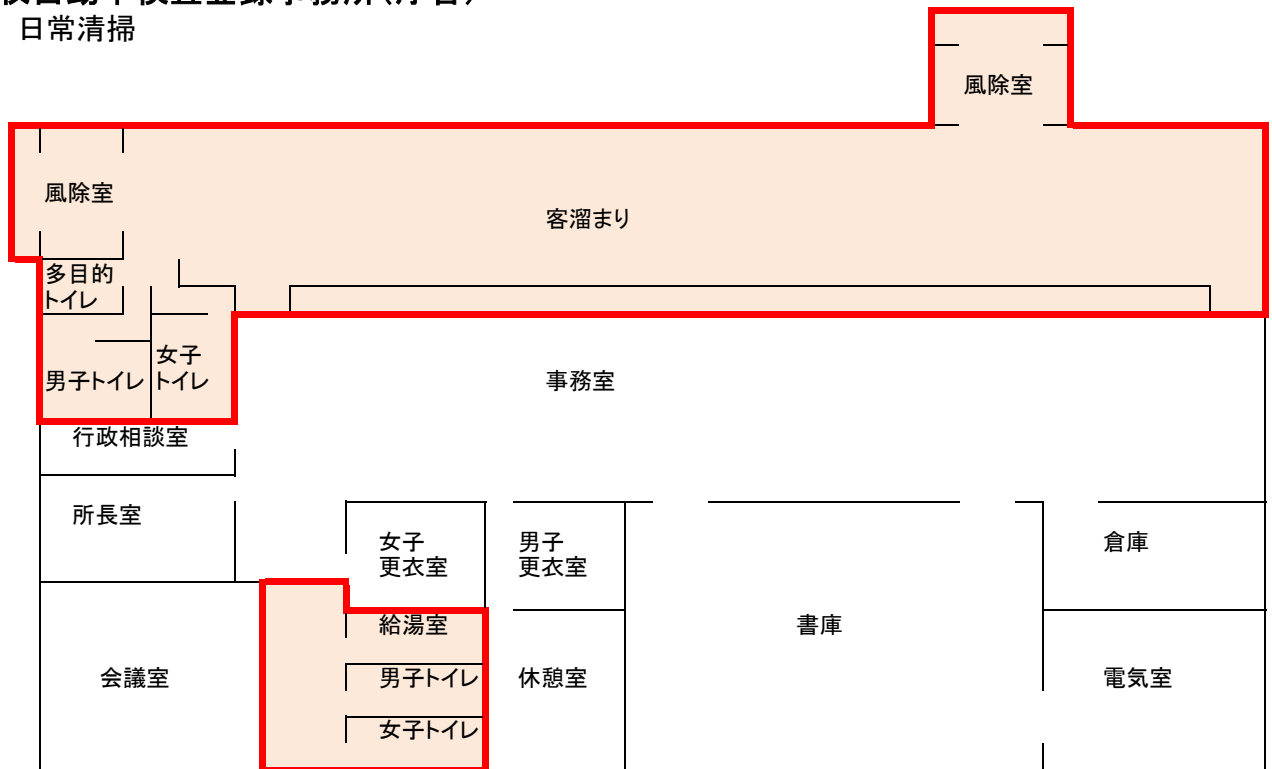 日常清掃
風除室
風除室
客溜まり
多目的
トイレ
女子
トイレ
男子トイレ
事務室
行政相談室
所長室
女子
更衣室
男子
更衣室
倉庫
給湯室
書庫
会議室
男子トイレ
休憩室
電気室
女子トイレ